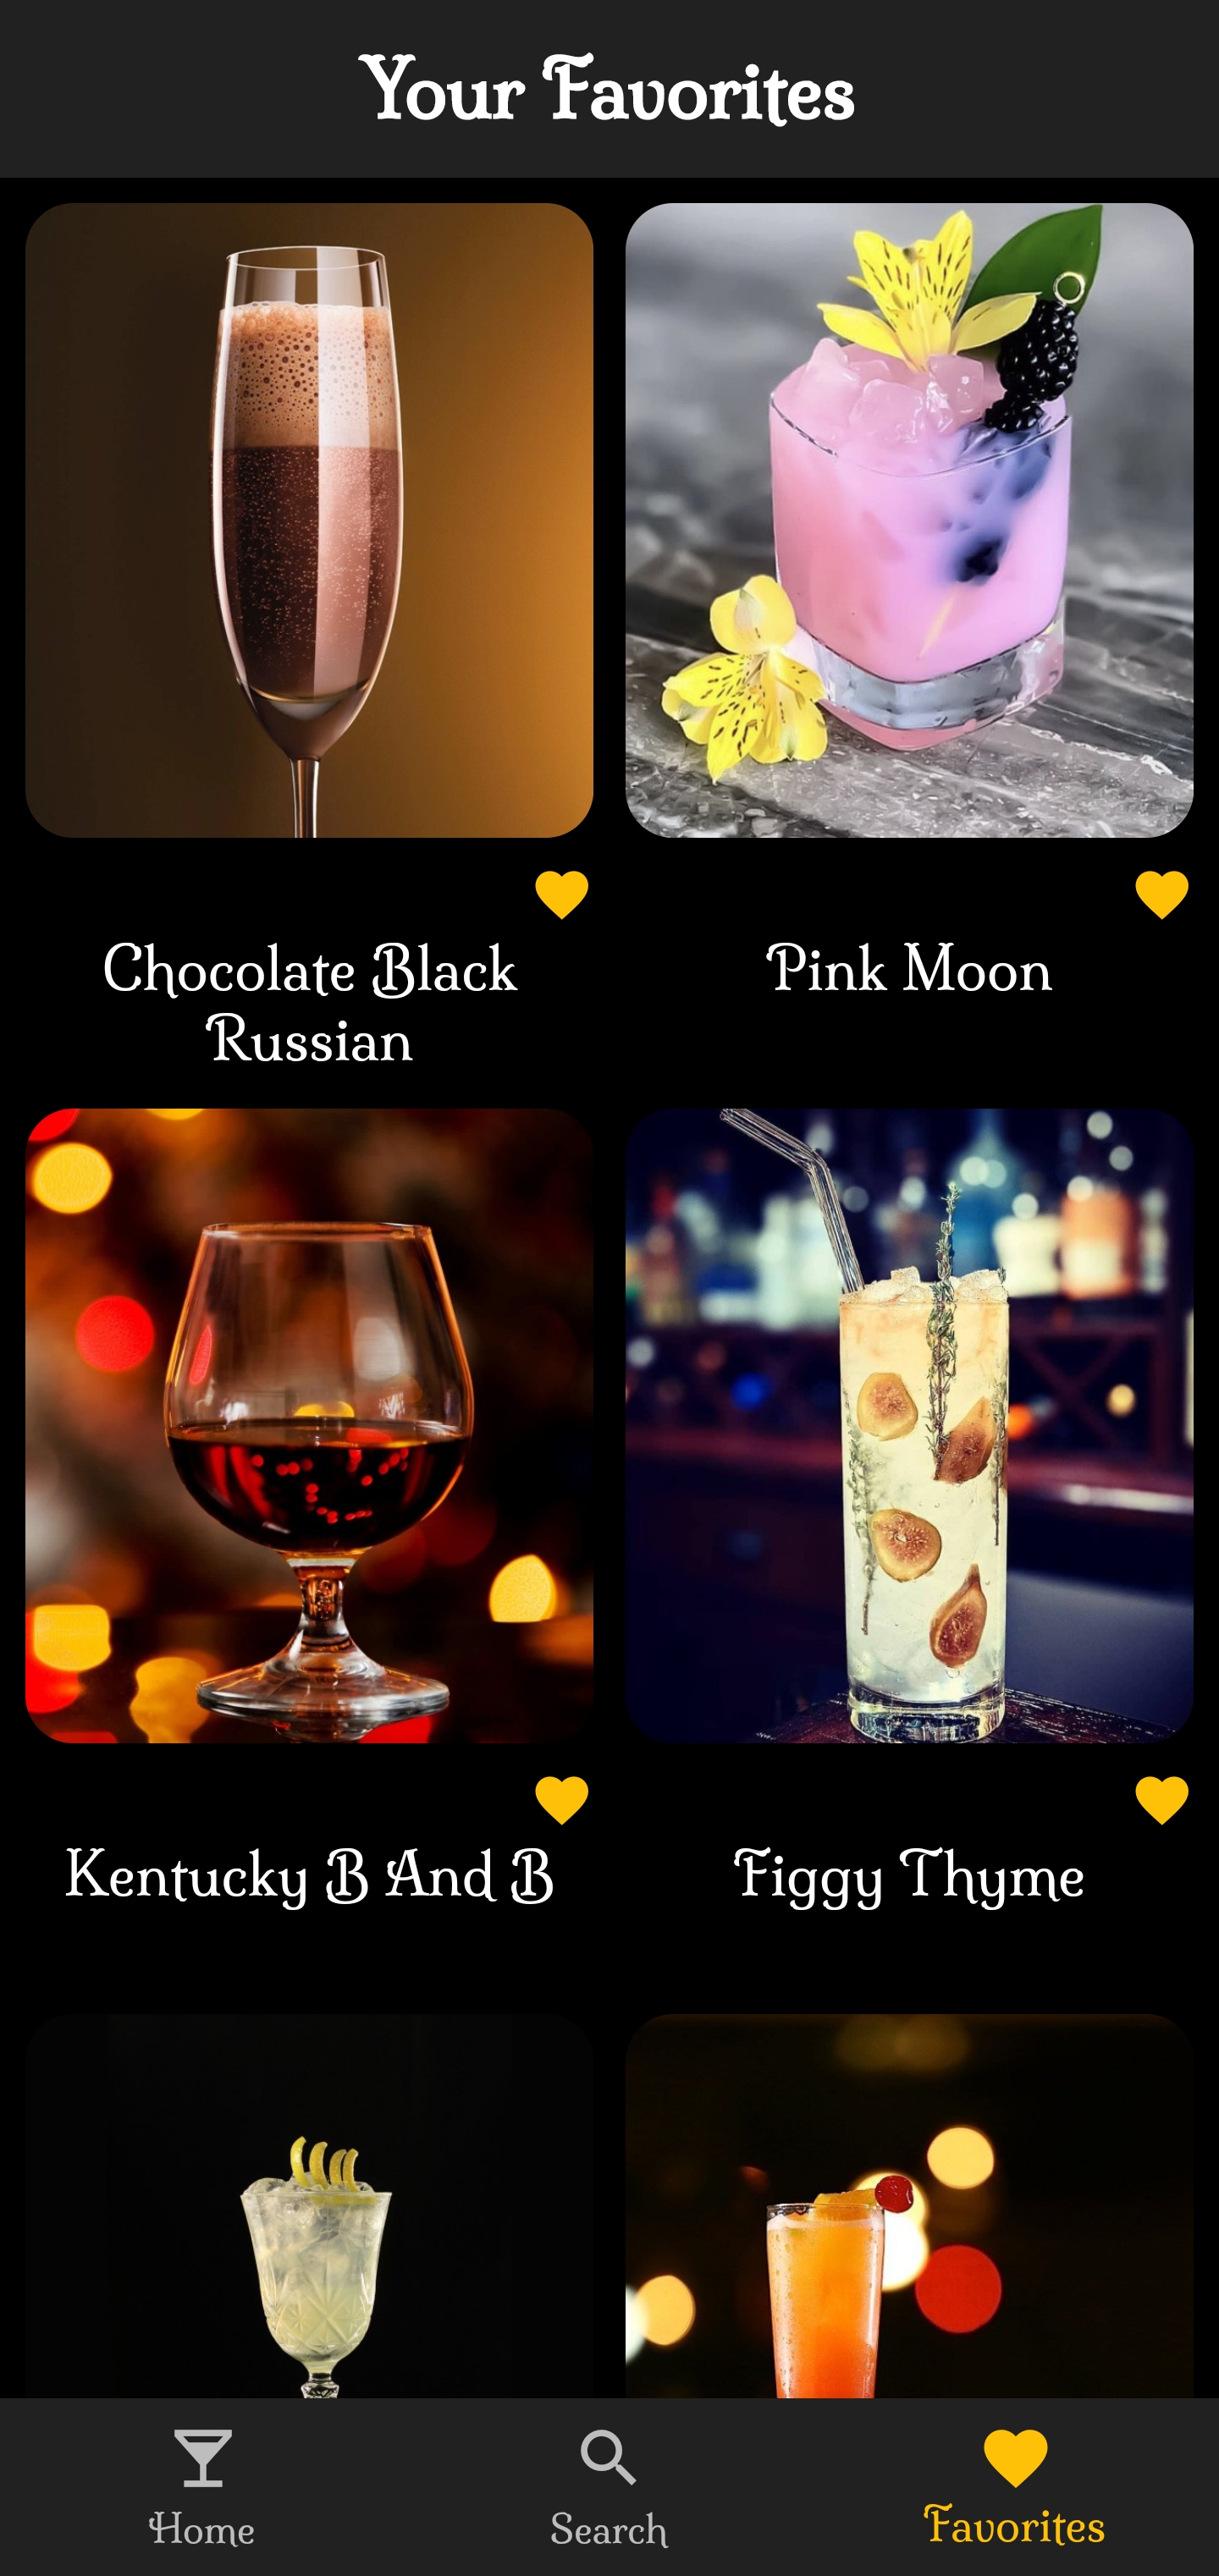 Your Favorites
Chocolate Black
Russian
Pink Moon
Kentucky B And B
Figgy Thyme
Home
Search
Favorites